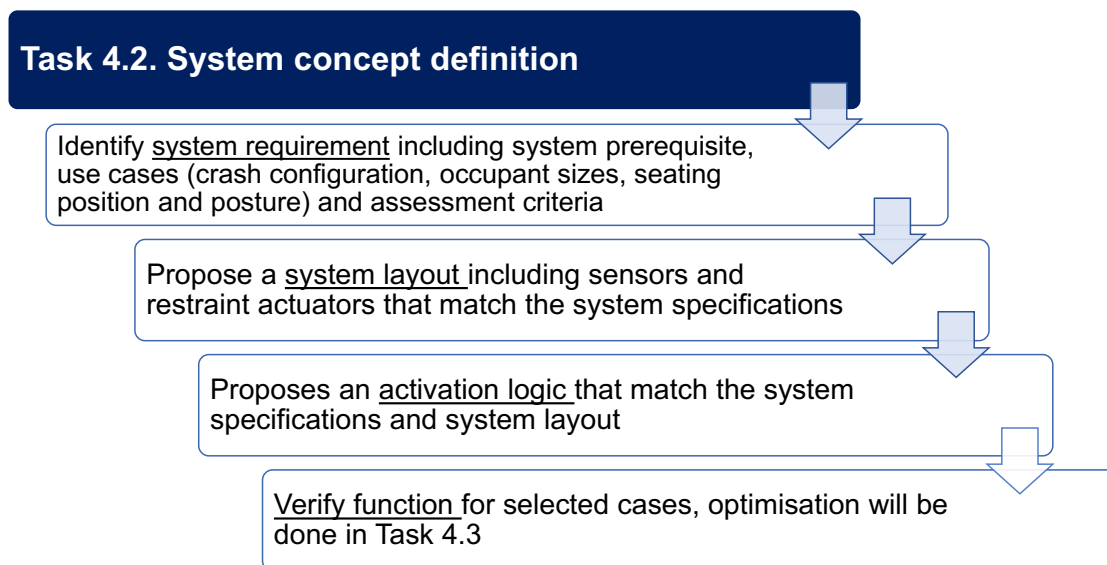 Task 4.2. System concept definition
Identify system requirement including system prerequisite,
use cases (crash configuration, occupant sizes, seating
position and posture) and assessment criteria
Propose a system layout including sensors and
restraint actuators that match the system specifications
Proposes an activation logic that match the system
specifications and system layout
Verify function for selected cases, optimisation will be
done in Task 4.3